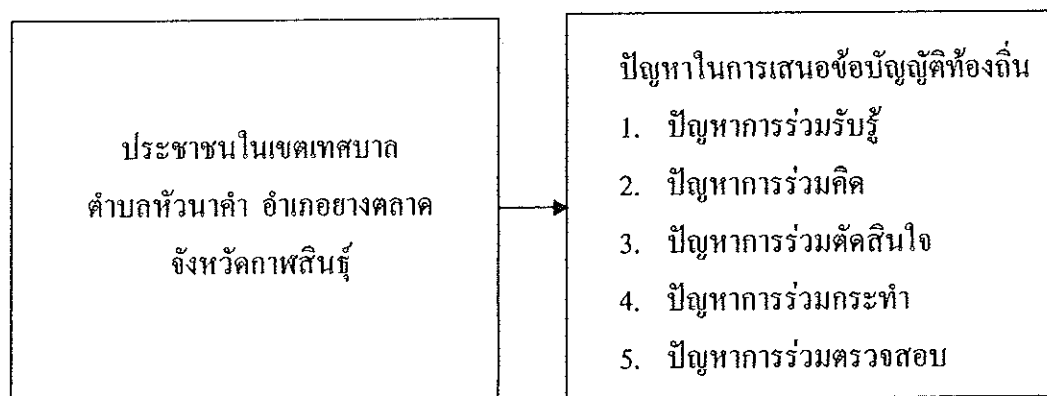 ประชาชนในเขตเทศบาล
ตำบลหัวนาคำ อำเภอยางตลาด
จังหวัดกาฬสินธุ์
ปัญหาในการเสนอข้อบัญญัติท้องถิ่น
1. ปัญหาการร่วมรับรู้
2. ปัญหาการร่วมคิด
3. ปัญหาการร่วมตัดสินใจ
4. ปัญหาการร่วมกระทำ
5. ปัญหาการร่วมตรวจสอบ